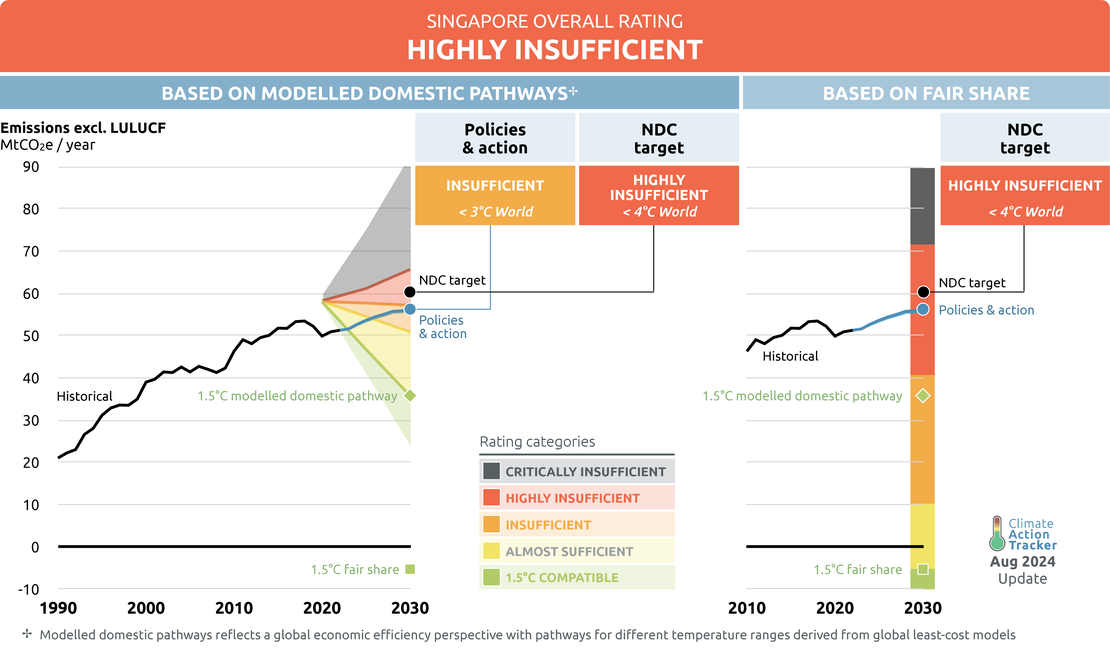 SINGAPORE OVERALL RATING
HIGHLY INSUFFICIENT
BASED ON MODELLED DOMESTIC PATHWAYS✢
BASED ON FAIR SHARE
Emissions excl. LULUCF
MtCO₂e / year
Policies
& action
NDC
target
INSUFFICIENT
< 3°C World
HIGHLY
INSUFFICIENT
< 4°C World
NDC
target
HIGHLY INSUFFICIENT
< 4°C World
90
80
70
60
50
40
30
20
10
0
-10
NDC target
Policies
& action
Historical
1.5°C modelled domestic pathway
1.5°C fair share
1990
2000
2010
2020
2030
Rating categories
CRITICALLY INSUFFICIENT
HIGHLY INSUFFICIENT
INSUFFICIENT
ALMOST SUFFICIENT
1.5°C COMPATIBLE
NDC target
Policies & action
Historical
1.5°C modelled domestic pathway
1.5°C fair share
2010
2020
2030
Climate
Action
Tracker
Aug 2024
Update
✢ Modelled domestic pathways reflects a global economic efficiency perspective with pathways for different temperature ranges derived from global least-cost models